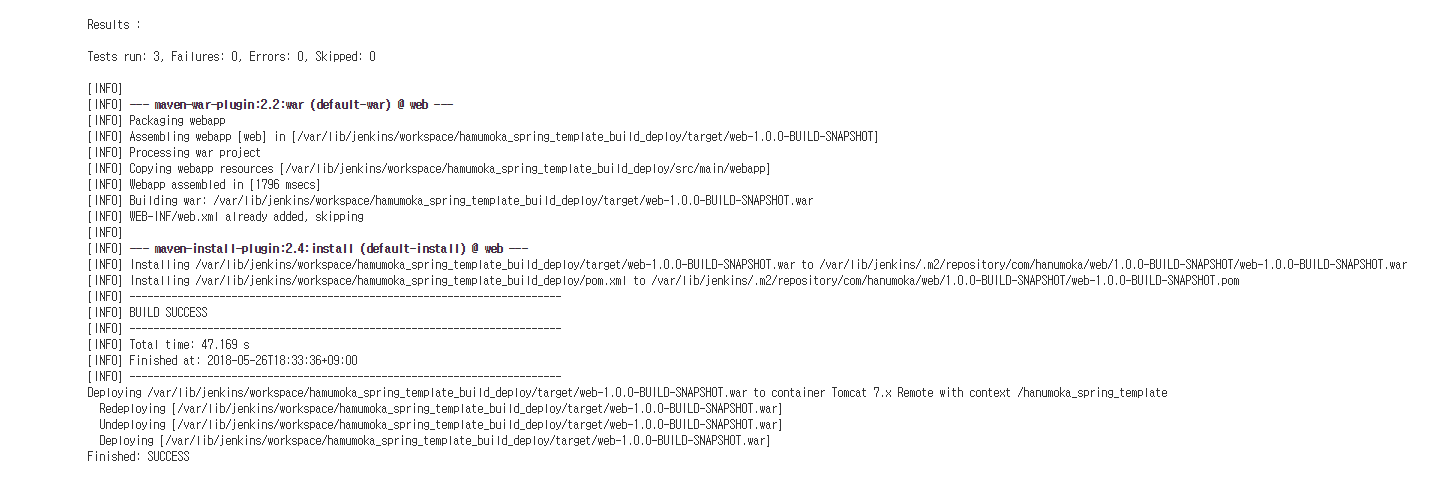 Results :
Tests run: 3, Failures: 0, Errors: 0, Skipped: 0
[INFO]
[INFO] --- maven-war-plugin:2.2:war (default-war) @ web ---
[INFO] Packaging webapp
[INFO] Assembling webapp [web] in [/var/lib/jenkins/workspace/hamumoka_spring_template_build_deploy/target/web-1.0.0-BUILD-SNAPSHOT]
[INFO] Processing war project
[INFO] Copying webapp resources [/var/lib/jenkins/workspace/hamumoka_spring_template_build_deploy/src/main/webapp]
[INFO] Webapp assembled in [1796 msecs]
[INFO] Building war: /var/lib/jenkins/workspace/hamumoka_spring_template_build_deploy/target/web-1.0.0-BUILD-SNAPSHOT.war
[INFO] WEB-INF/web.xml already added, skipping
[INFO]
[INFO] --- maven-install-plugin:2.4:install (default-install) @ web ---
[INFO] Installing /var/lib/jenkins/workspace/hamumoka_spring_template_build_deploy/target/web-1.0.0-BUILD-SNAPSHOT.war to /var/lib/jenkins/.m2/repository/com/hanumoka/web/1.0.0-BUILD-SNAPSHOT/web-1.0.0-BUILD-SNAPSHOT.war
[INFO] Installing /var/lib/jenkins/workspace/hamumoka_spring_template_build_deploy/pom.xml to /var/lib/jenkins/.m2/repository/com/hanumoka/web/1.0.0-BUILD-SNAPSHOT/web-1.0.0-BUILD-SNAPSHOT.pom
[INFO] ------------------------------------------------------------------------
[INFO] BUILD SUCCESS
[INFO] ------------------------------------------------------------------------
[INFO] Total time: 47.169 s
[INFO] Finished at: 2018-05-26T18:33:36+09:00
[INFO] ------------------------------------------------------------------------
Deploying /var/lib/jenkins/workspace/hamumoka_spring_template_build_deploy/target/web-1.0.0-BUILD-SNAPSHOT.war to container Tomcat 7.x Remote with context /hanumoka_spring_template
Redeploying [/var/lib/jenkins/workspace/hamumoka_spring_template_build_deploy/target/web-1.0.0-BUILD-SNAPSHOT.war]
Undeploying [/var/lib/jenkins/workspace/hamumoka_spring_template_build_deploy/target/web-1.0.0-BUILD-SNAPSHOT.war]
Deploying [/var/lib/jenkins/workspace/hamumoka_spring_template_build_deploy/target/web-1.0.0-BUILD-SNAPSHOT.war]
Finished: SUCCESS